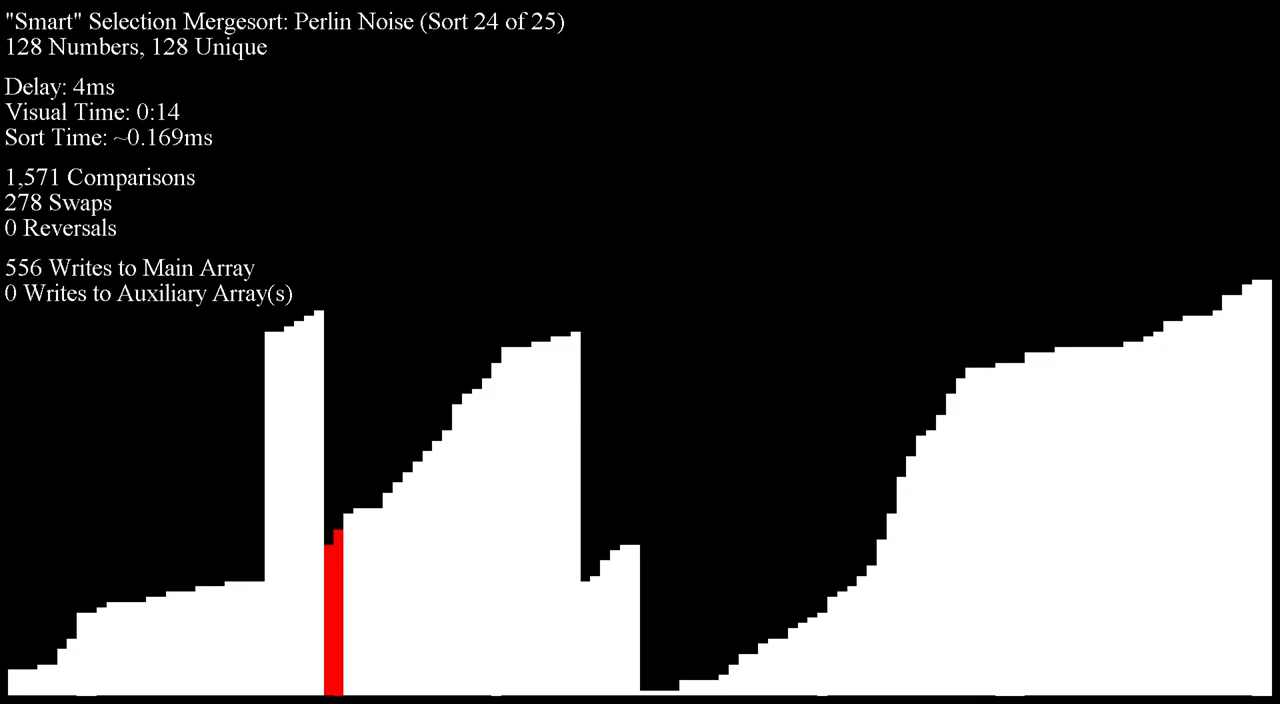 "Smart" Selection Mergesort: Perlin Noise (Sort 24 of 25)
128 Numbers, 128 Unique
Delay: 4ms
Visual Time: 0:14
Sort Time: ~0.169ms
1,571 Comparisons
278 Swaps
0 Reversals
556 Writes to Main Array
0 Writes to Auxiliary Array(s)